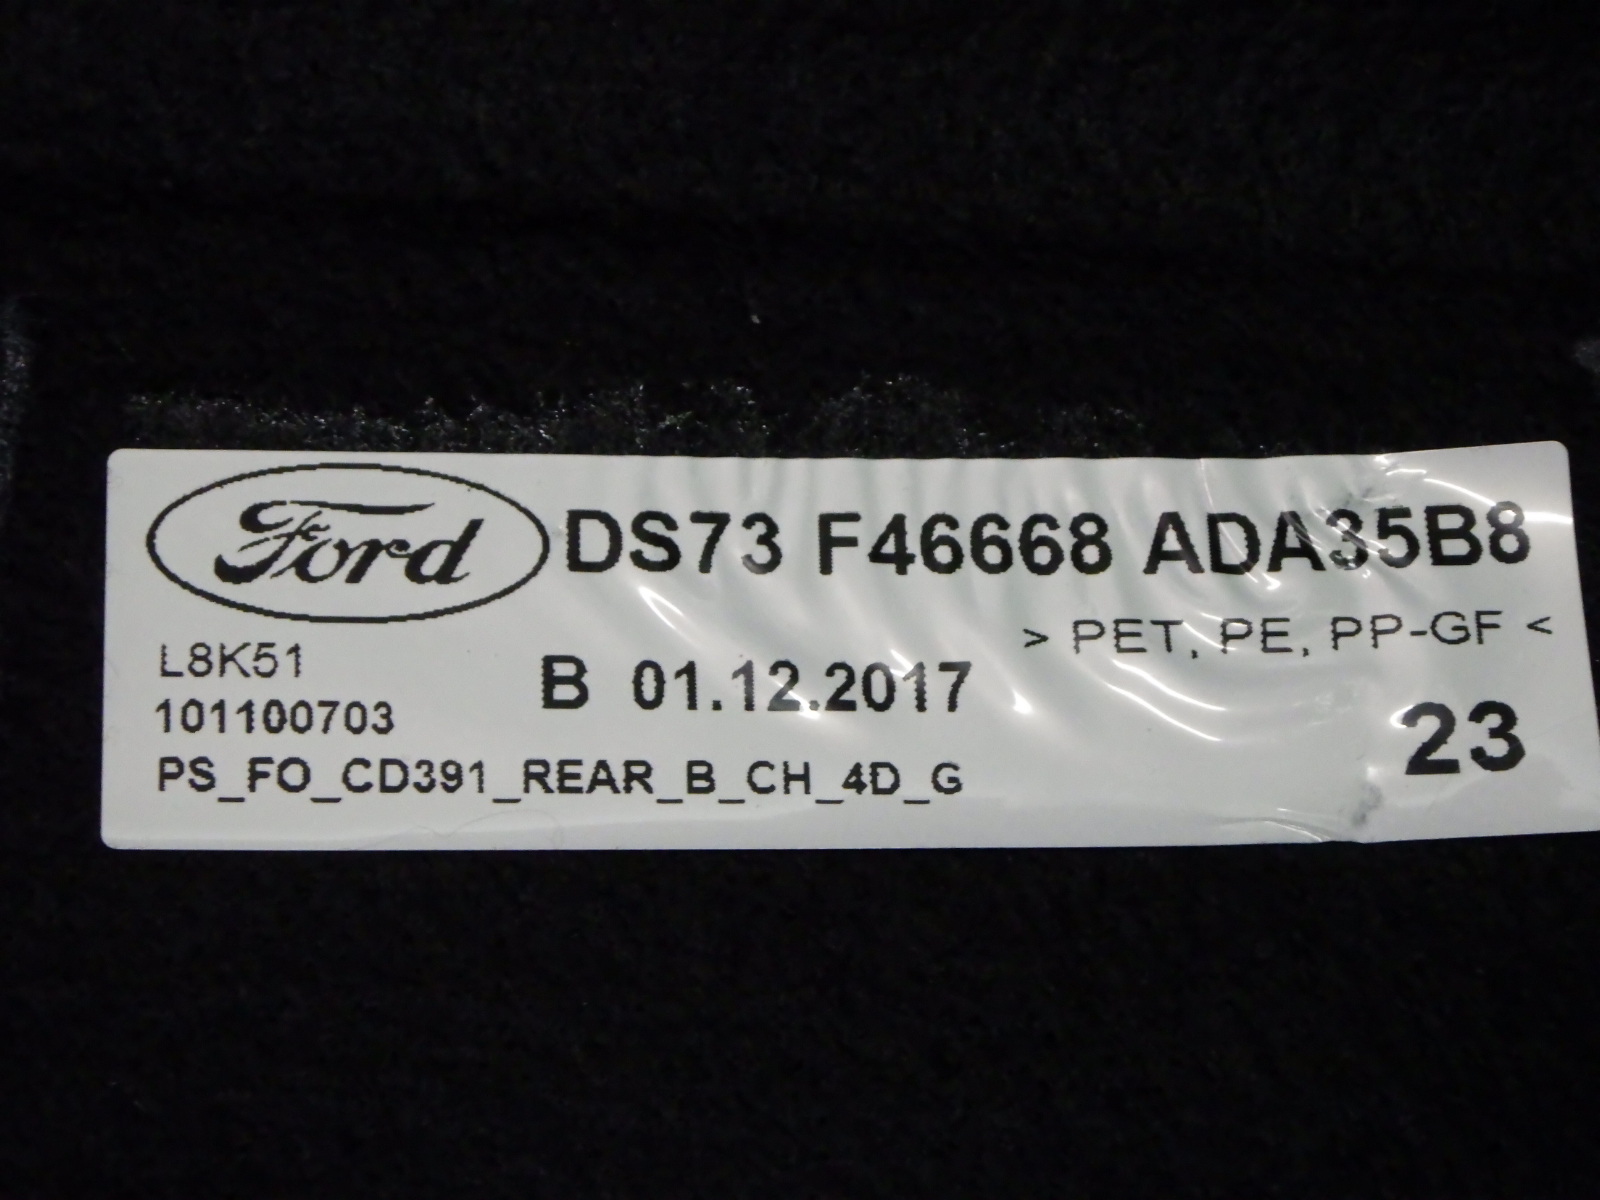 Ford DS73 F46668 ADA35B8
> PET, PE, PP-GF <
L8K51
B 01.12.2017
101100703
23
PS_FO_CD391_REAR_B_CH_4D_G